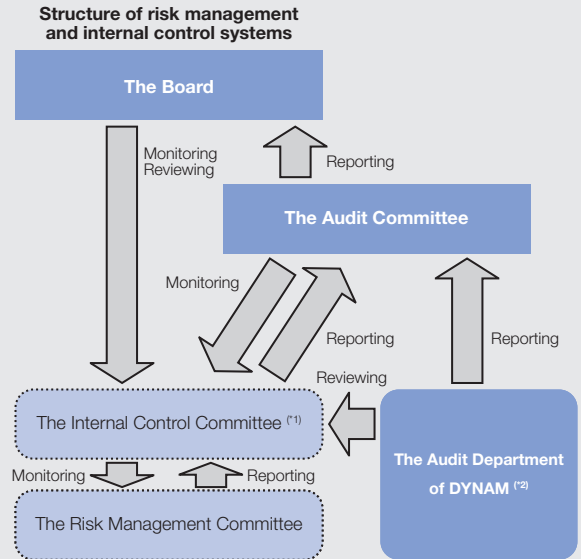 Structure of risk management
and internal control systems
The Board
Monitoring
Reviewing
Reporting
The Audit Committee
Monitoring
Reporting
Reporting
Reviewing
The Internal Control Committee (*1)
The Audit Department
of DYNAM (*2)
Monitoring
Reporting
The Risk Management Committee